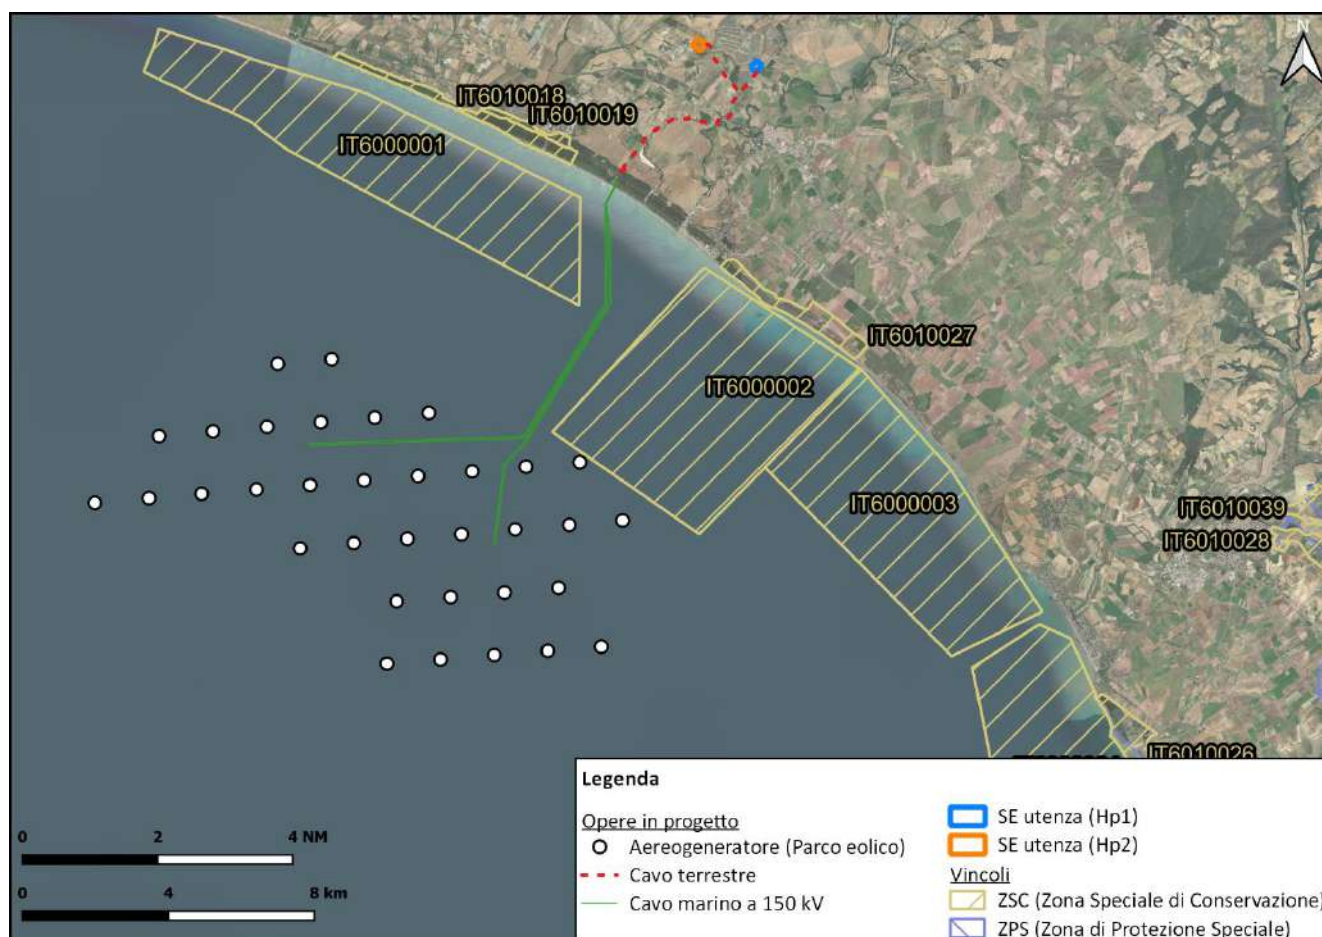 N
IT6010018
IT6010019
IT6000001
IT6010027
IT6000002
IT6000003
IT6010039
IT6010028
IT6010026
Legenda
Opere in progetto
Aereogeneratore (Parco eolico)
Cavo terrestre
Cavo marino a 150 kV
SE utenza (Hp1)
SE utenza (Hp2)
Vincoli
ZSC (Zona Speciale di Conservazione)
ZPS (Zona di Protezione Speciale)
0 2 4 NM
0 4 8 km